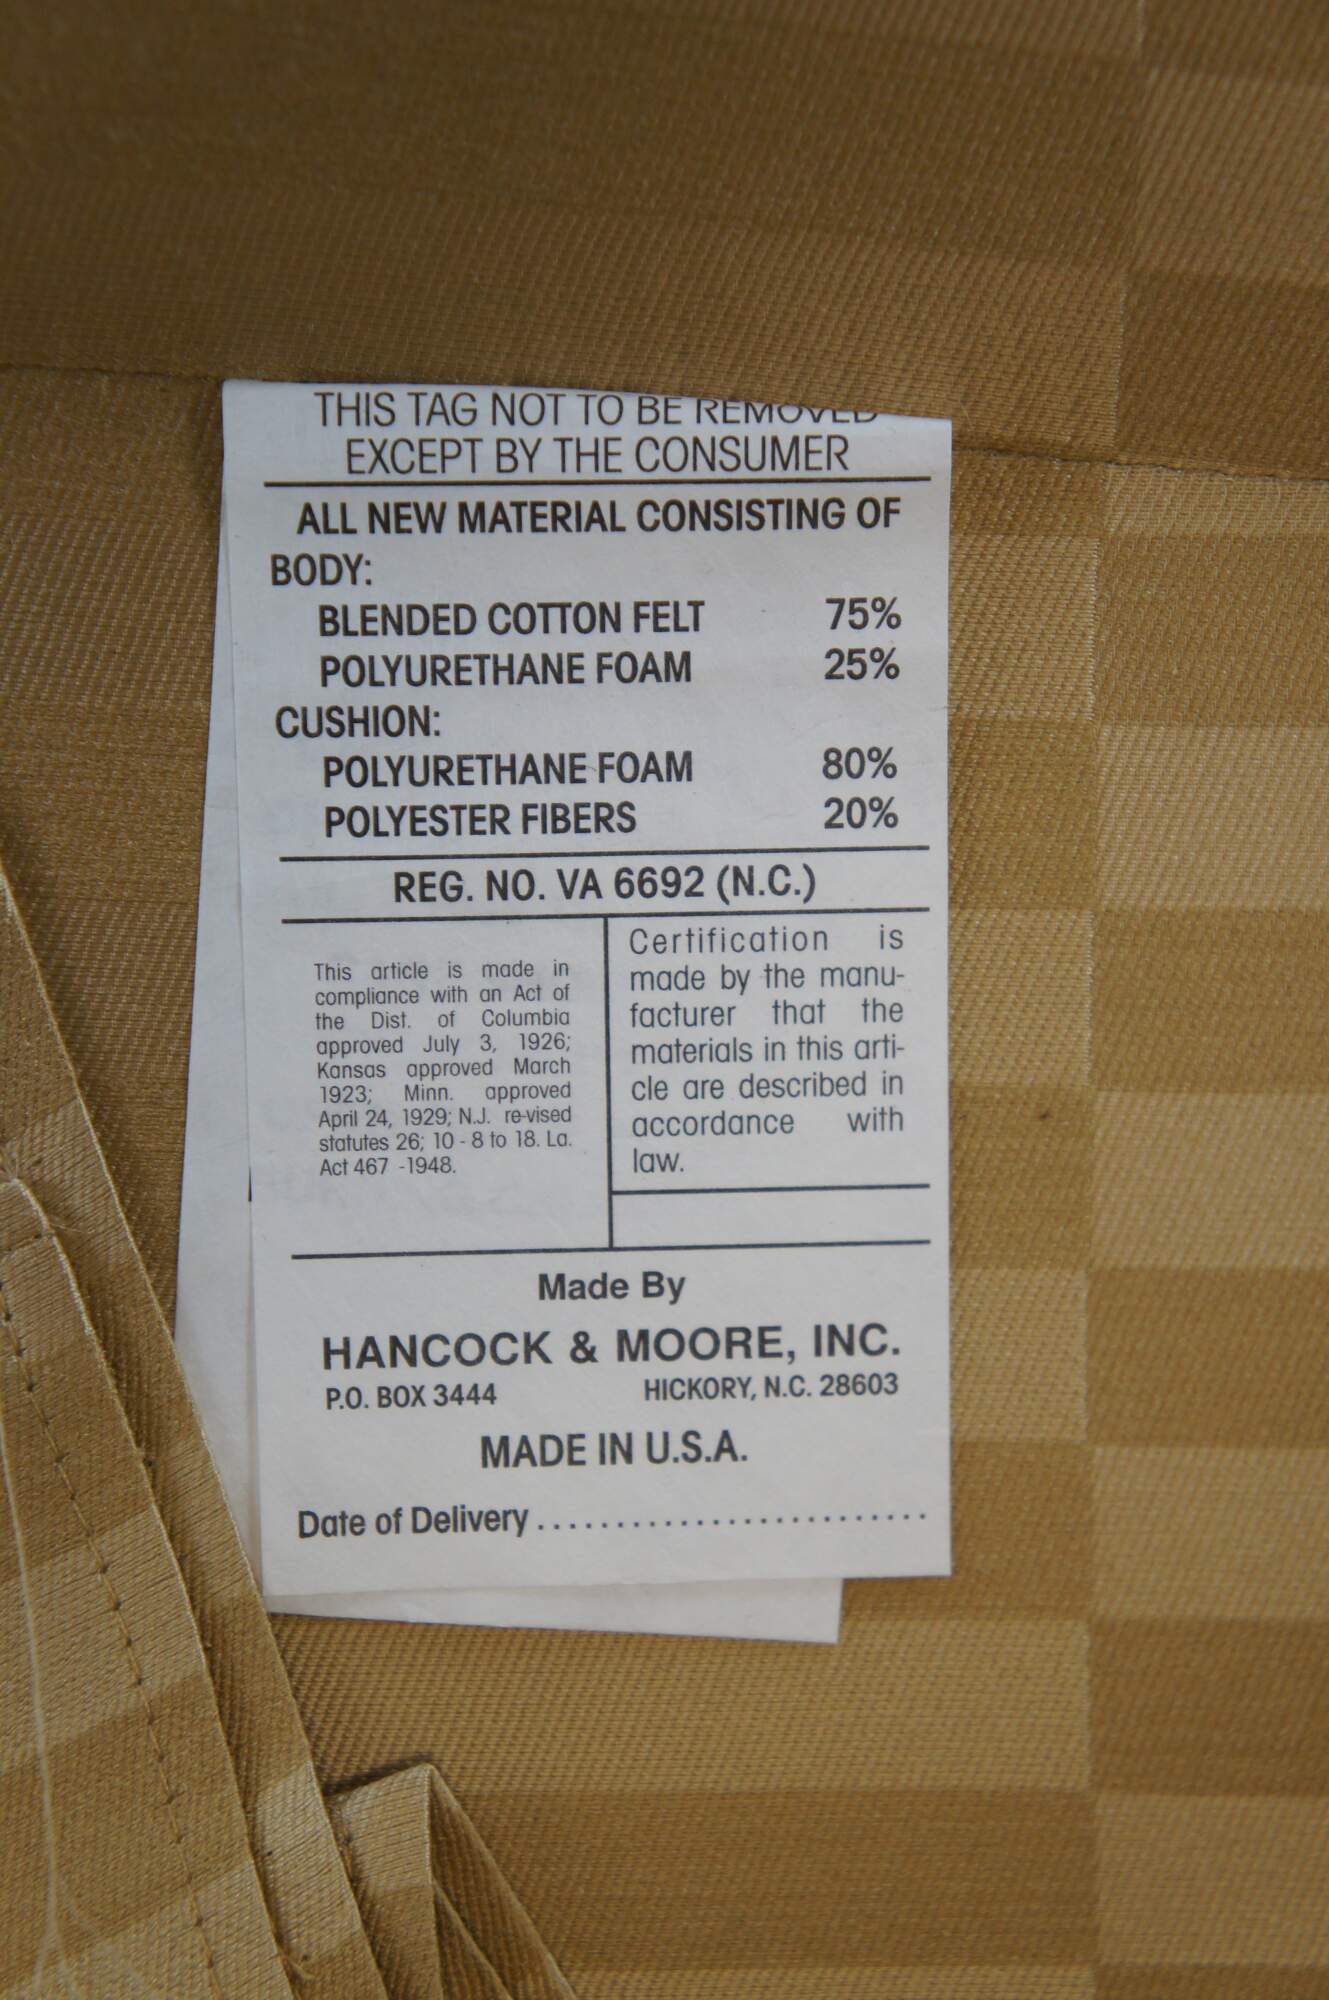 THIS TAG NOT TO BE REMOVED
EXCEPT BY THE CONSUMER
ALL NEW MATERIAL CONSISTING OF
BODY:
BLENDED COTTON FELT 75%
POLYURETHANE FOAM 25%
CUSHION:
POLYURETHANE FOAM 80%
POLYESTER FIBERS 20%
REG. NO. VA 6692 (N.C.)
This article is made in
compliance with an Act of
the Dist. of Columbia
approved July 3, 1926;
Kansas approved March
1923; Minn. approved
April 24, 1929; N.J. re-vised
statutes 26; 10 - 8 to 18. La.
Act 467 -1948.
Certification is
made by the manu-
facturer that the
materials in this arti-
cle are described in
accordance with
law.
Made By
HANCOCK & MOORE, INC.
P.O. BOX 3444 HICKORY, N.C. 28603
MADE IN U.S.A.
Date of Delivery .........................